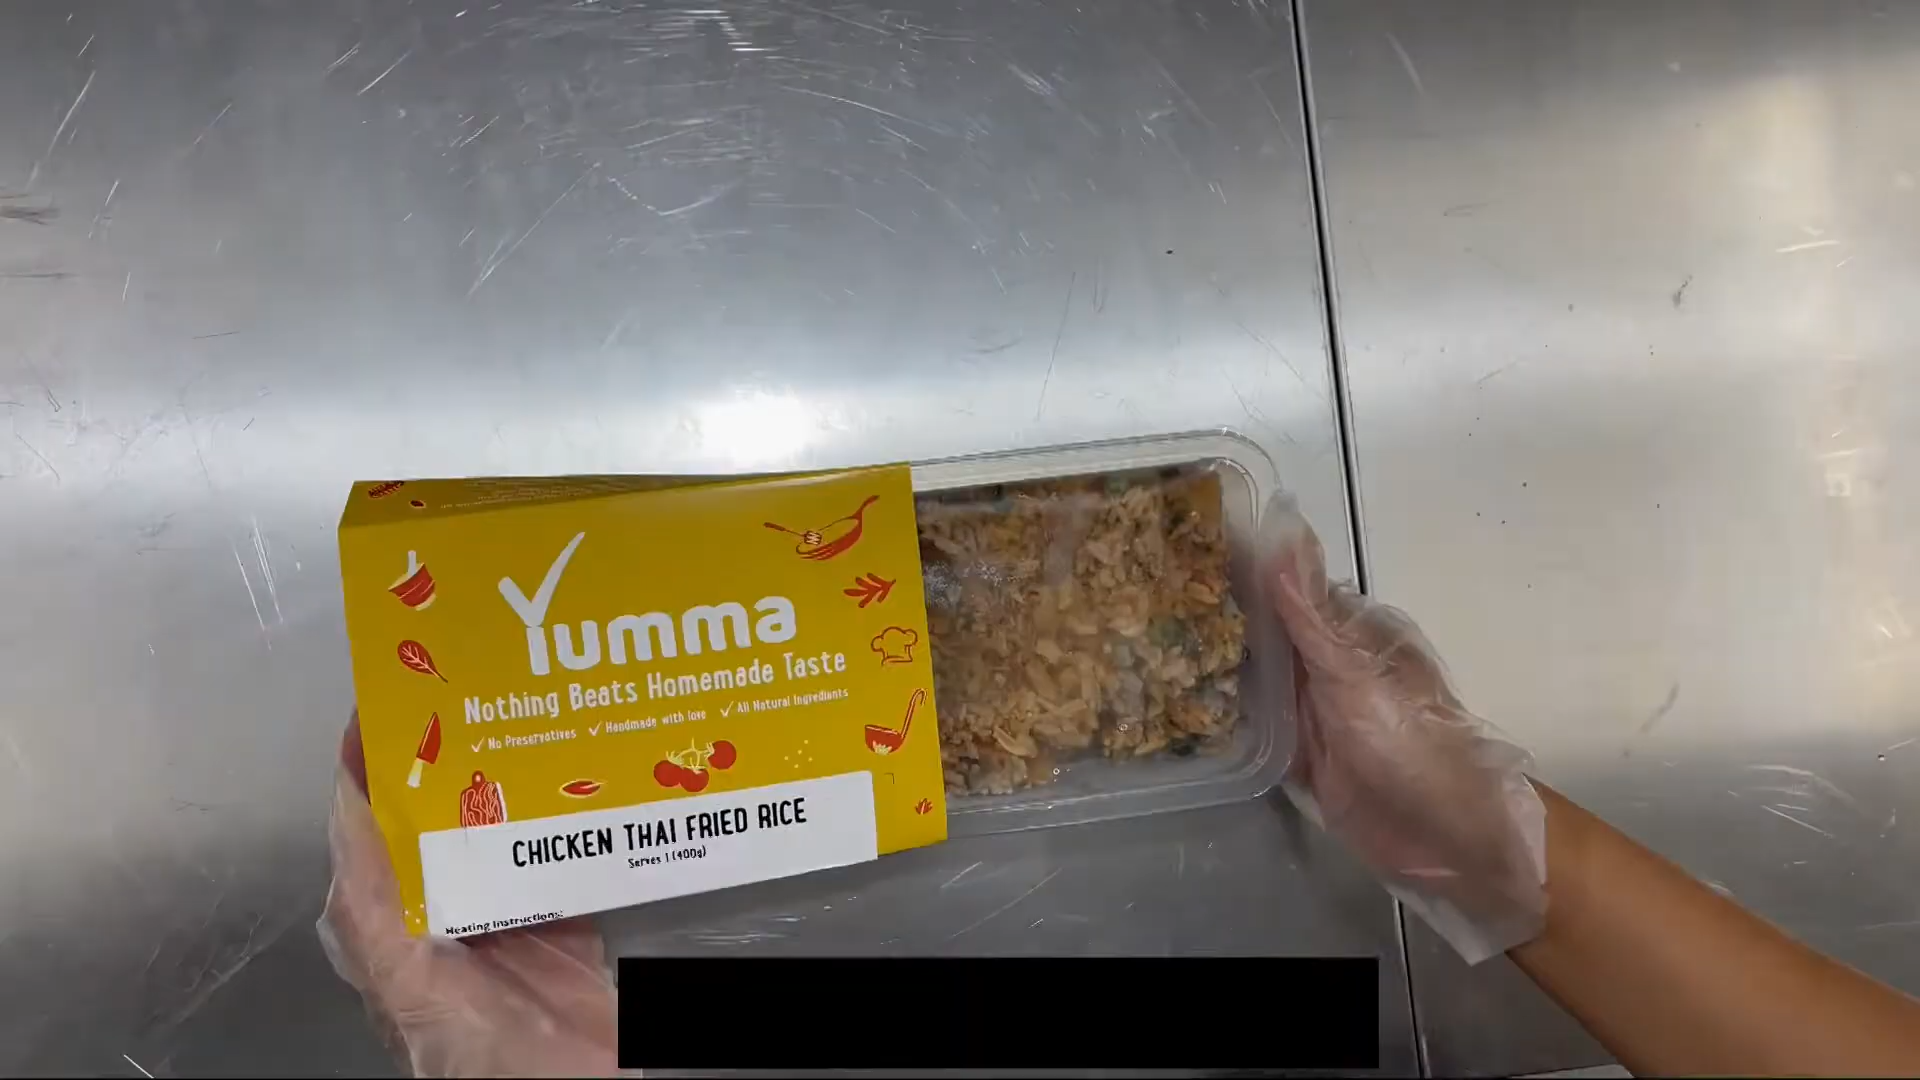 Yumma
Nothing Beats Homemade Taste
✓ No Preservatives ✓ Handmade with love ✓ All Natural Ingredients
CHICKEN THAI FRIED RICE
Serves 1 (400g)
Heating Instructions: